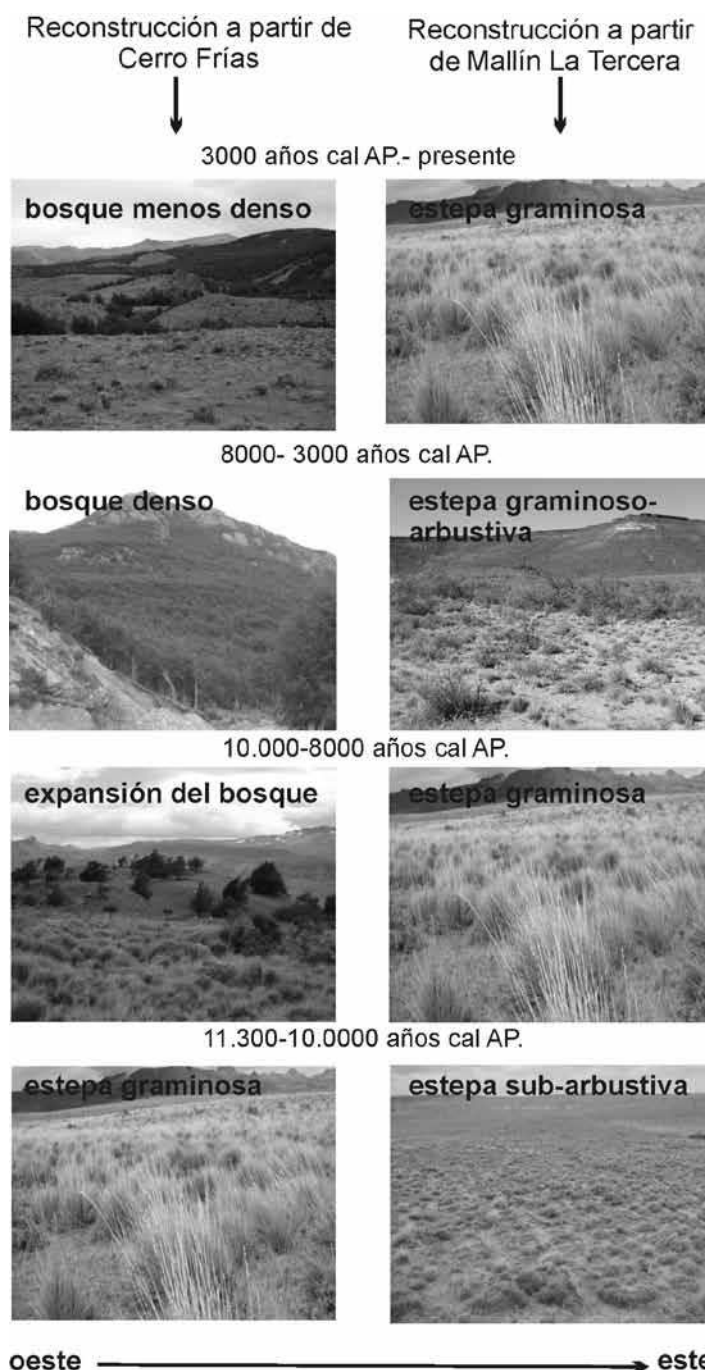 Reconstrucción a partir de
Cerro Frías
Reconstrucción a partir
de Mallín La Tercera
3000 años cal AP.- presente
bosque menos denso
estepa graminosa
8000- 3000 años cal AP.
bosque denso
estepa graminoso-
arbustiva
10.000-8000 años cal AP.
expansión del bosque
estepa graminosa
11.300-10.0000 años cal AP.
estepa graminosa
estepa sub-arbustiva
oeste
este